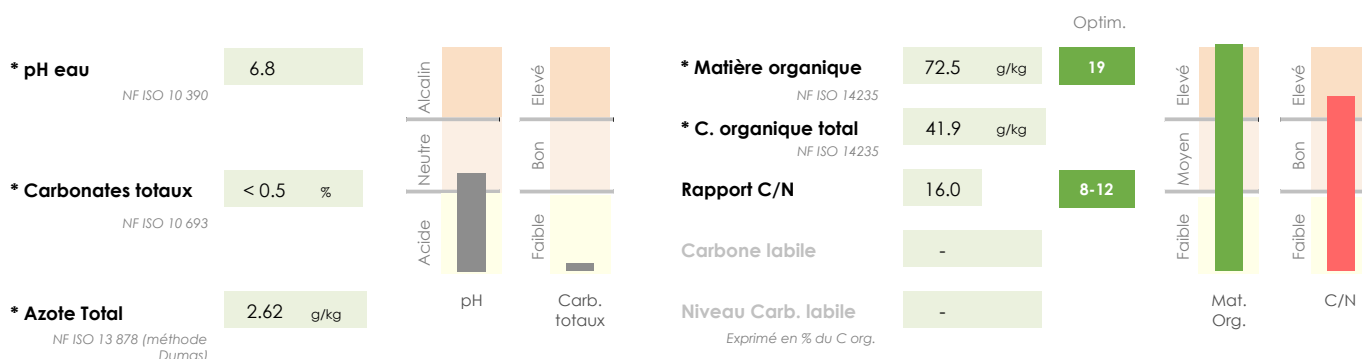 Optim.
* pH eau 6.8
NF ISO 10 390
* Carbonates totaux < 0.5 %
NF ISO 10 693
* Azote Total 2.62 g/kg
NF ISO 13 878 (méthode
Dumas)
Alcalin
Neutre
Acide
pH
Elevé
Bon
Faible
Carb.
totaux
* Matière organique 72.5 g/kg 19
NF ISO 14235
* C. organique total 41.9 g/kg
NF ISO 14235
Rapport C/N 16.0 8-12
Carbone labile -
Niveau Carb. labile -
Exprimé en % du C org.
Elevé
Moyen
Faible
Mat.
Org.
Elevé
Bon
Faible
C/N